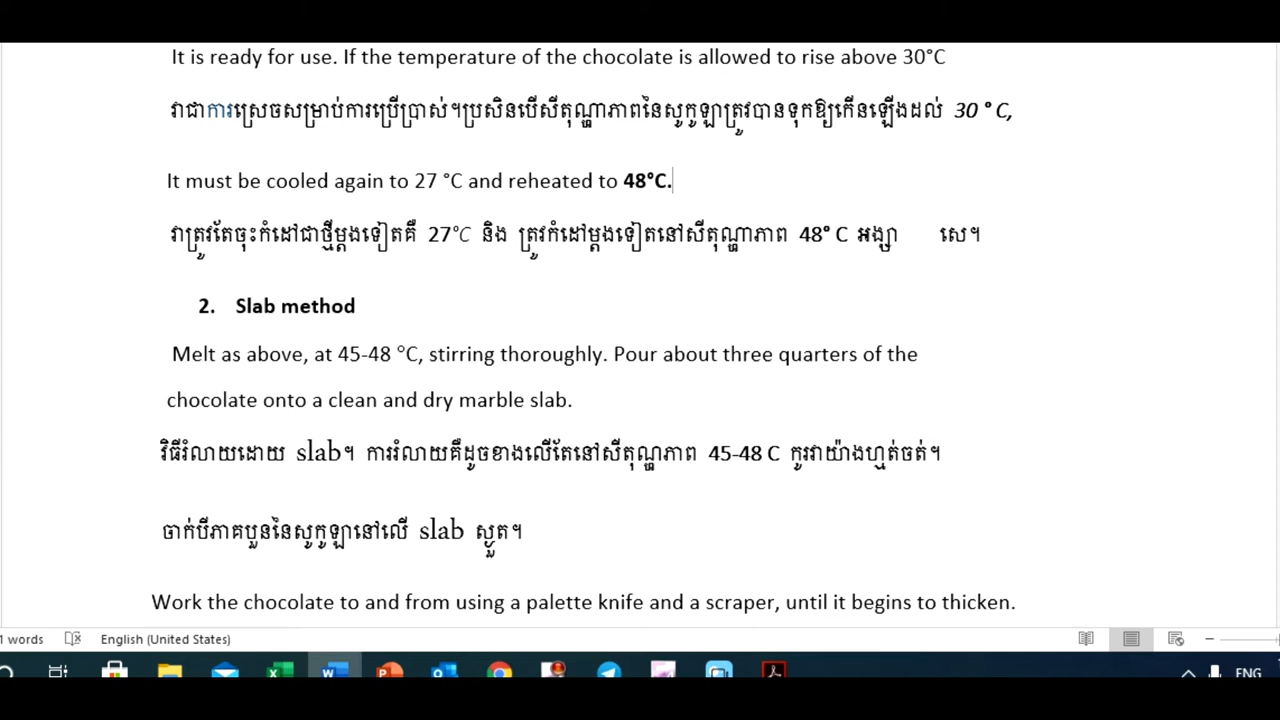 It is ready for use. If the temperature of the chocolate is allowed to rise above 30°C
វាជាការស្រេចសម្រាប់ការប្រើប្រាស់។ប្រសិនបើសីតុណ្ហាភាពនៃសូកូឡាត្រូវបានទុកឱ្យកើនឡើងដល់ 30 ° C,
It must be cooled again to 27 °C and reheated to 48°C.
វាត្រូវតែចុះកំដៅជាថ្មីម្តងទៀតគឺ 27°C និង ត្រូវកំដៅម្តងទៀតនៅសីតុណ្ហាភាព 48° C អង្សា សេ។
2. Slab method
Melt as above, at 45-48 °C, stirring thoroughly. Pour about three quarters of the
chocolate onto a clean and dry marble slab.
វិធីរំលាយដោយ slab។ ការរំលាយគឺដូចខាងលើតែនៅសីតុណ្ហភាព 45-48 C កូរវាយ៉ាងហ្មត់ចត់។
ចាក់បីភាគបួននៃសូកូឡានៅលើ slab ស្ងួត។
Work the chocolate to and from using a palette knife and a scraper, until it begins to thicken.
1 words English (United States)
ENG